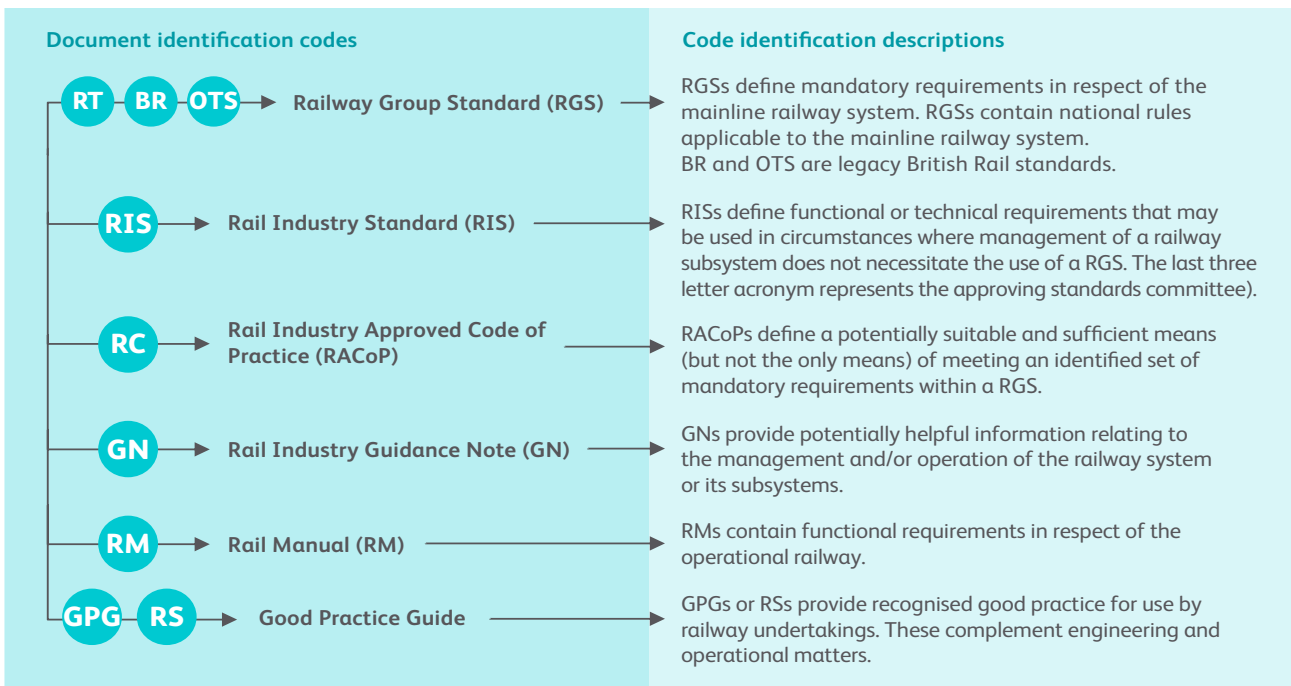 Document identification codes
Code identification descriptions
RT BR OTS
Railway Group Standard (RGS)
RGSs define mandatory requirements in respect of the
mainline railway system. RGSs contain national rules
applicable to the mainline railway system.
BR and OTS are legacy British Rail standards.
RIS
Rail Industry Standard (RIS)
RISs define functional or technical requirements that may
be used in circumstances where management of a railway
subsystem does not necessitate the use of a RGS. The last three
letter acronym represents the approving standards committee).
RC
Rail Industry Approved Code of
Practice (RACoP)
RACoPs define a potentially suitable and sufficient means
(but not the only means) of meeting an identified set of
mandatory requirements within a RGS.
GN
Rail Industry Guidance Note (GN)
GNs provide potentially helpful information relating to
the management and/or operation of the railway system
or its subsystems.
RM
Rail Manual (RM)
RMs contain functional requirements in respect of the
operational railway.
GPG RS
Good Practice Guide
GPGs or RSs provide recognised good practice for use by
railway undertakings. These complement engineering and
operational matters.